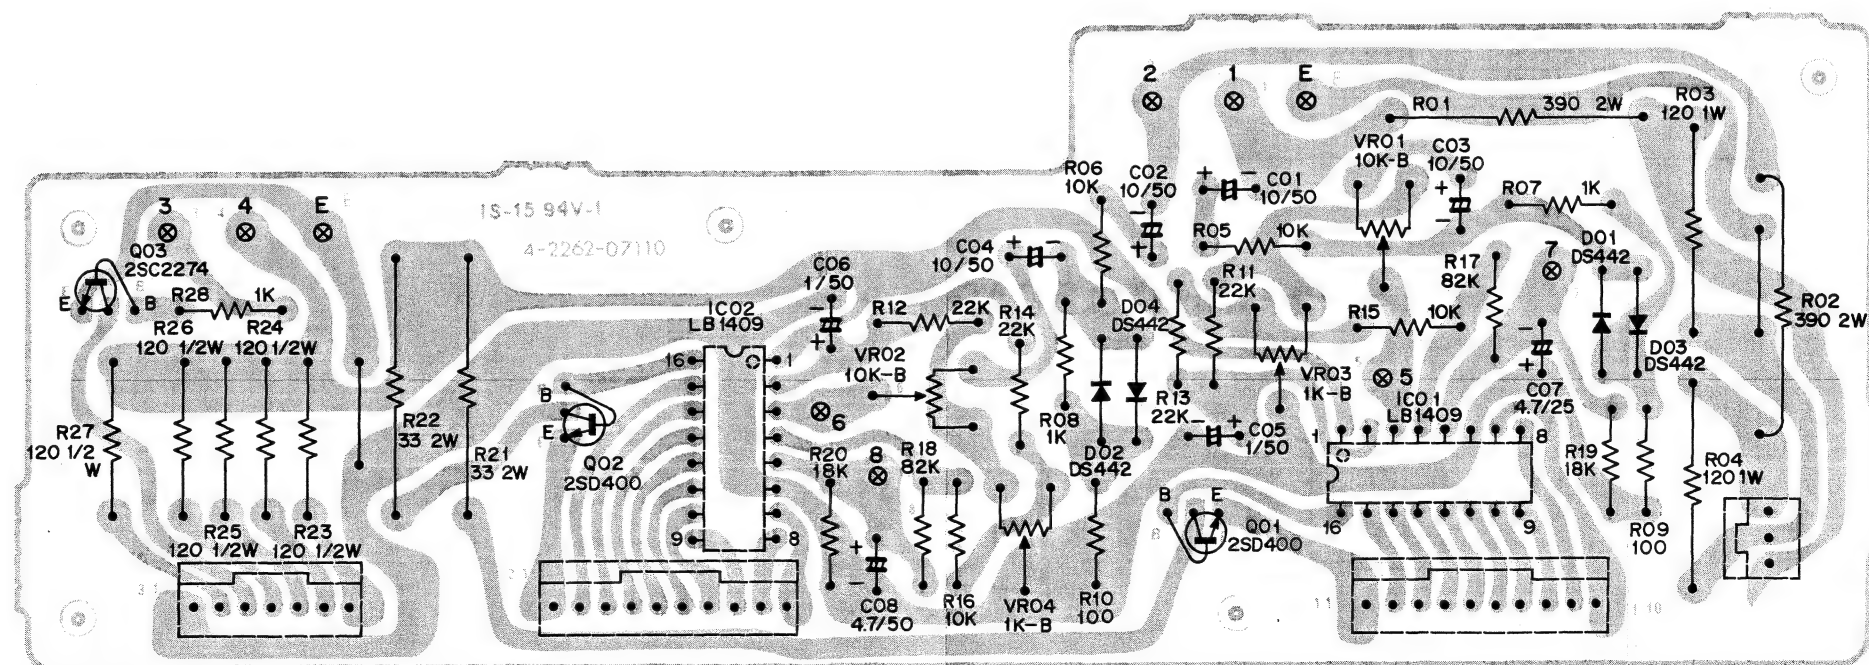 2
1
E
R01
390 2W
R03
120 1W
VR01
10K-B
C03
10/50
R06
10K
C02
10/50
+
-
C01
10/50
R07
1K
+
-
-
+
3
4
E
1S-15 94V-1
4-2262-07110
Q03
2SC2274
E
B
R28
1K
R26
120 1/2W
R24
120 1/2W
C04
10/50
+
-
R05
10K
C06
1/50
-
+
R12
22K
R14
22K
D04
DS442
R11
22K
R17
82K
7
D01
DS442
R15
10K
R02
390 2W
IC02
LB1409
16
1
VR02
10K-B
R13
22K
VR03
1K-B
5
IC01
LB1409
-
+
C07
4.7/25
D03
DS442
R27
120 1/2
W
R22
33 2W
R21
33 2W
B
E
Q02
2SD400
6
R08
1K
-
+
C05
1/50
1
8
R20
18K
8
R18
82K
D02
DS442
R19
18K
R04
120 1W
R25
120 1/2W
R23
120 1/2W
9
8
B
E
Q01
2SD400
16
9
R09
100
+
-
C08
4.7/50
R16
10K
VR04
1K-B
R10
100